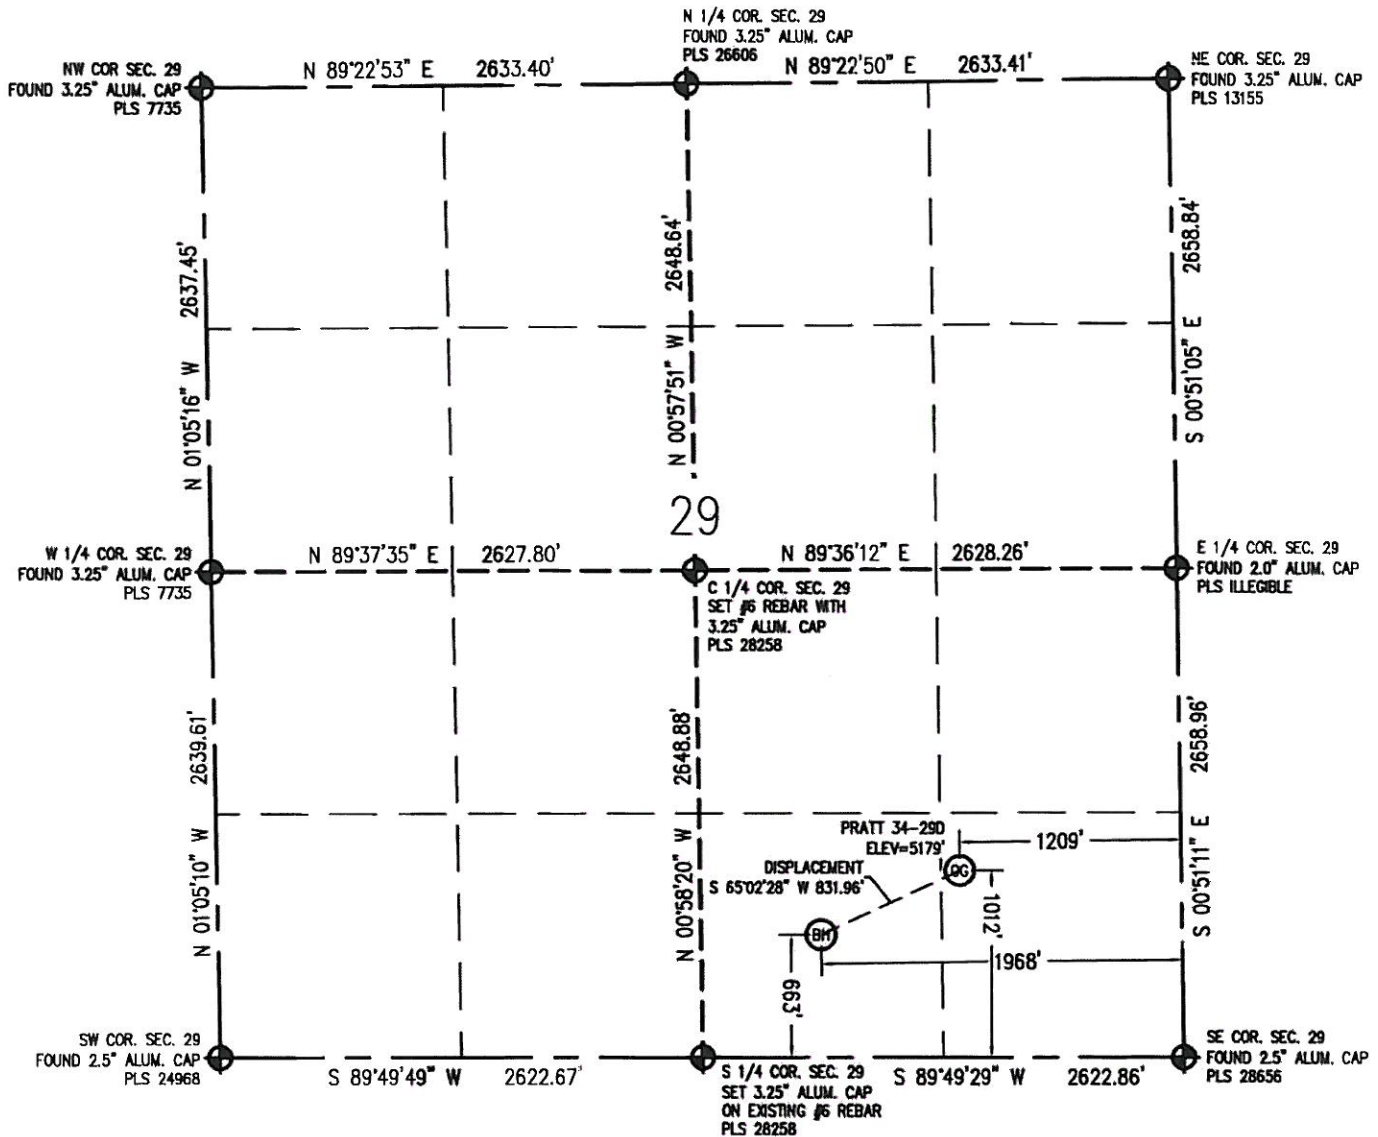 N 1/4 COR. SEC. 29
FOUND 3.25" ALUM. CAP
PLS 26606
NW COR SEC. 29
FOUND 3.25" ALUM. CAP
PLS 7735
N 89°22'53" E 2633.40'
N 89°22'50" E 2633.41'
NE COR. SEC. 29
FOUND 3.25" ALUM. CAP
PLS 13155
N 01°05'16" W 2637.45'
N 00°57'51" W 2648.64'
S 00°51'05" E 2658.84'
29
W 1/4 COR. SEC. 29
FOUND 3.25" ALUM. CAP
PLS 7735
N 89°37'35" E 2627.80'
N 89°36'12" E 2628.26'
E 1/4 COR. SEC. 29
FOUND 2.0" ALUM. CAP
PLS ILLEGIBLE
C 1/4 COR. SEC. 29
SET #6 REBAR WITH
3.25" ALUM. CAP
PLS 28258
N 01°05'10" W 2639.61'
N 00°58'20" W 2648.88'
S 00°51'11" E 2658.96'
PRATT 34-29D
ELEV=5179'
1209'
DISPLACEMENT
S 65°02'28" W 831.96'
OG
1012'
BH
1968'
663'
SW COR. SEC. 29
FOUND 2.5" ALUM. CAP
PLS 24968
S 89°49'49" W 2622.67'
S 1/4 COR. SEC. 29
SET 3.25" ALUM. CAP
ON EXISTING #6 REBAR
PLS 28258
S 89°49'29" W 2622.86'
SE COR. SEC. 29
FOUND 2.5" ALUM. CAP
PLS 28656